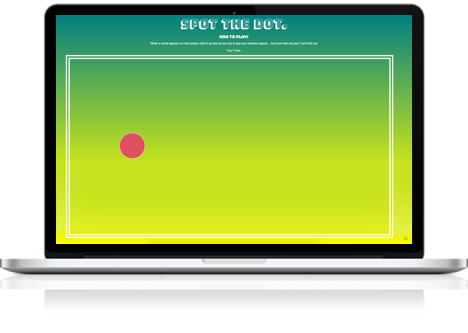 SPOT THE DOT.
HOW TO PLAY:
When a circle appears on the screen, click it as fast as you can to see your reaction speed... Just how fast are you? Let's find out!
Your Time: